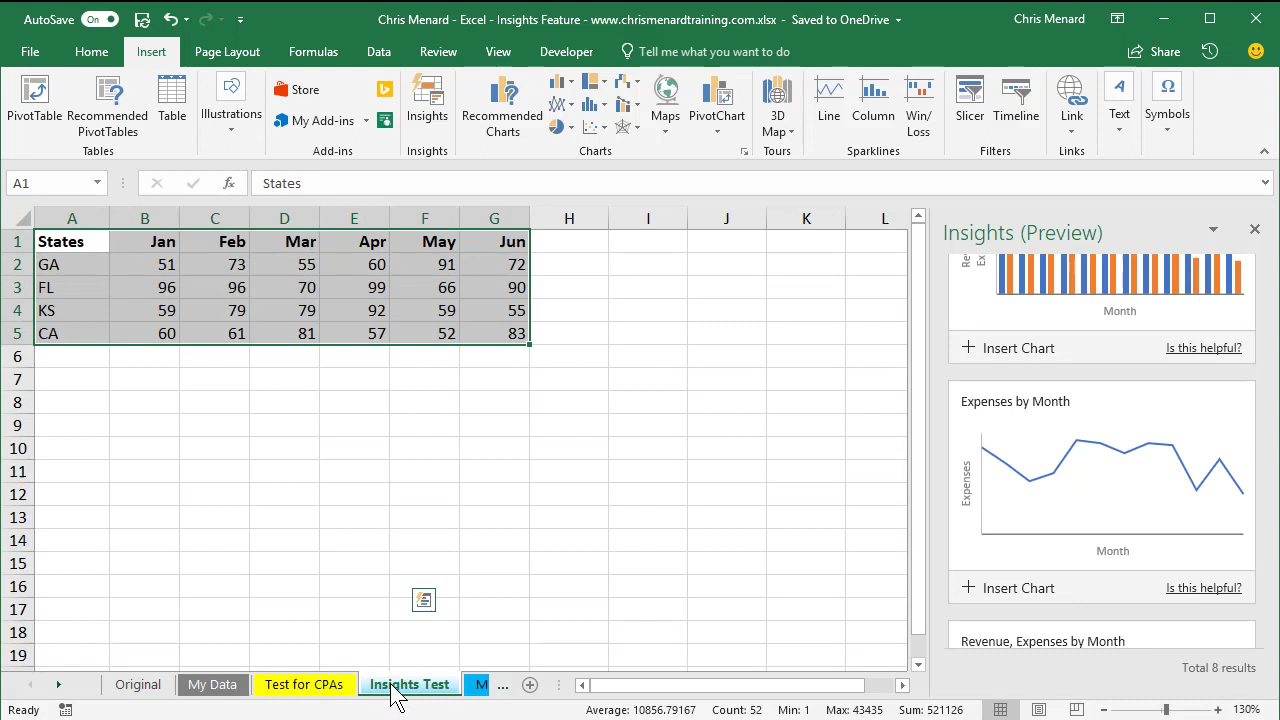 AutoSave On Chris Menard - Excel - Insights Feature - www.chrismenardtraining.com.xlsx - Saved to OneDrive Chris Menard
File Home Insert Page Layout Formulas Data Review View Developer Tell me what you want to do Share
PivotTable Recommended PivotTables Table
Tables
Illustrations
Store
My Add-ins
Add-ins
Insights
Insights
Recommended Charts
Maps PivotChart
Charts
3D Map
Tours
Line Column Win/Loss
Sparklines
Slicer Timeline
Filters
Link
Links
Text Symbols
A1 fx States
A B C D E F G H I J K L
1 States Jan Feb Mar Apr May Jun
2 GA 51 73 55 60 91 72
3 FL 96 96 70 99 66 90
4 KS 59 79 79 92 59 55
5 CA 60 61 81 57 52 83
6
7
8
9
10
11
12
13
14
15
16
17
18
19
Insights (Preview)
Month
Insert Chart Is this helpful?
Expenses by Month
Expenses
Month
Insert Chart Is this helpful?
Revenue, Expenses by Month
Total 8 results
Original My Data Test for CPAs Insights Test M ...
Ready Average: 10856.79167 Count: 52 Min: 1 Max: 43435 Sum: 521126 130%